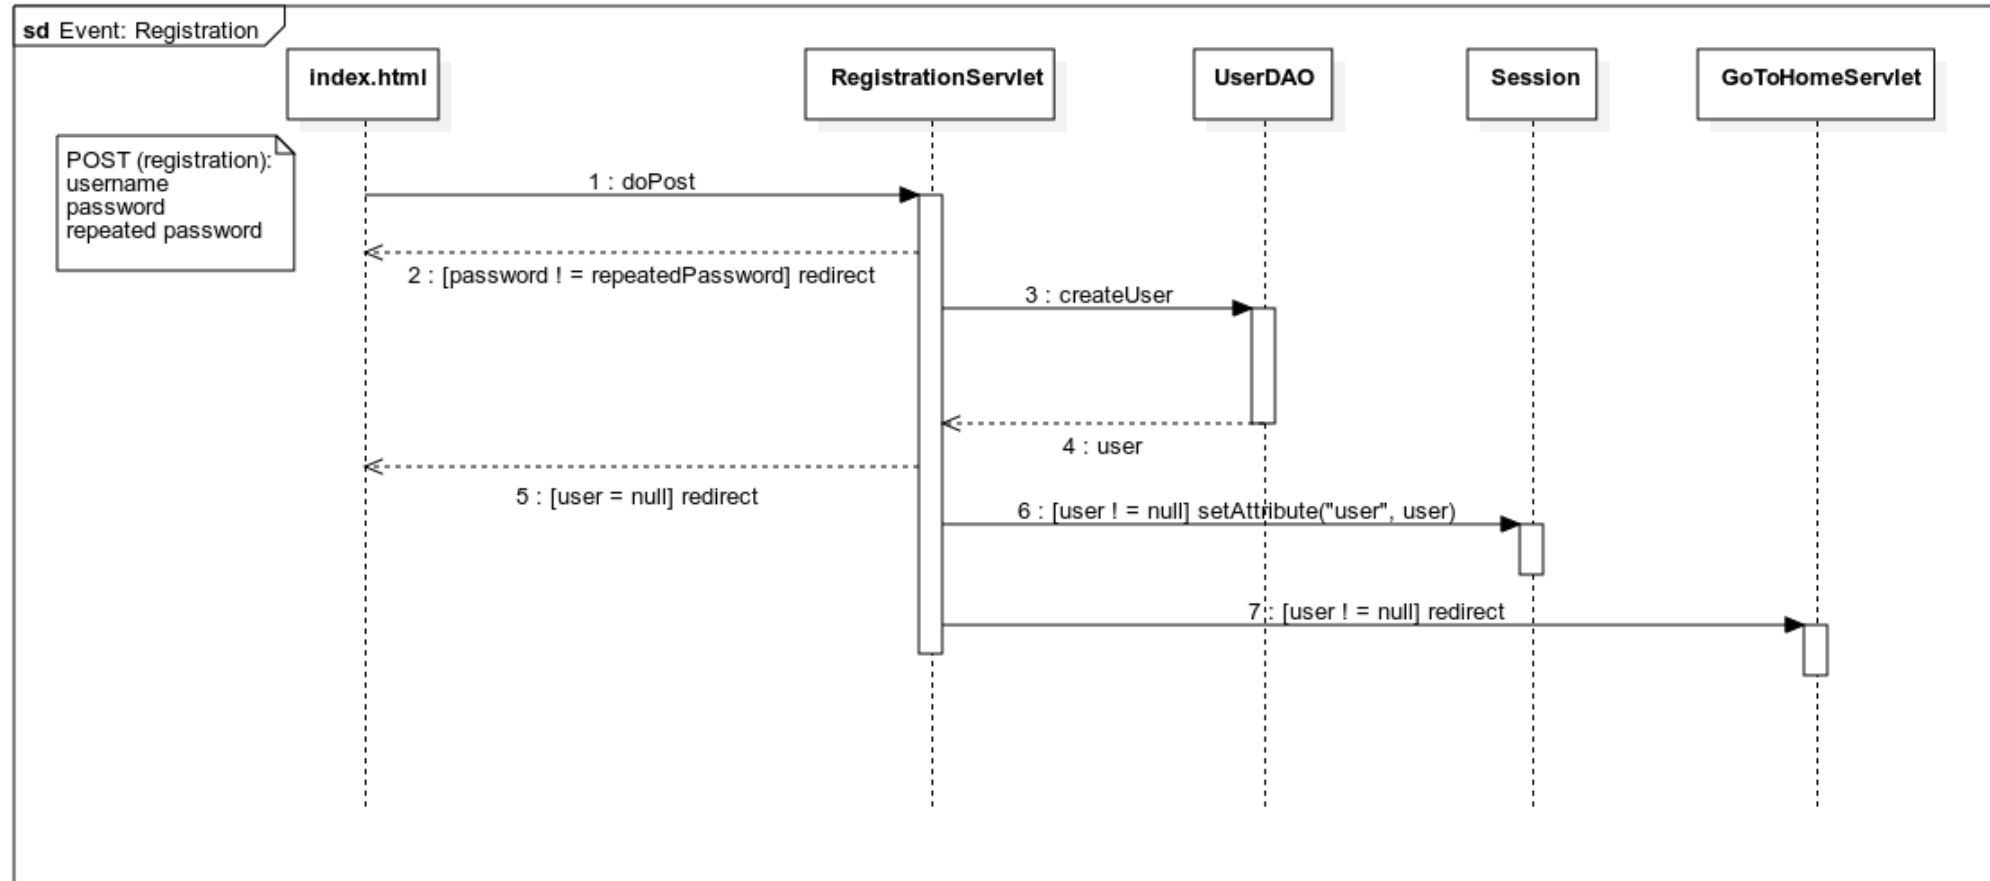 sd Event: Registration
index.html
RegistrationServlet
UserDAO
Session
GoToHomeServlet
POST (registration):
username
password
repeated password
1 : doPost
2 : [password ! = repeatedPassword] redirect
3 : createUser
4 : user
5 : [user = null] redirect
6 : [user ! = null] setAttribute("user", user)
7 : [user ! = null] redirect